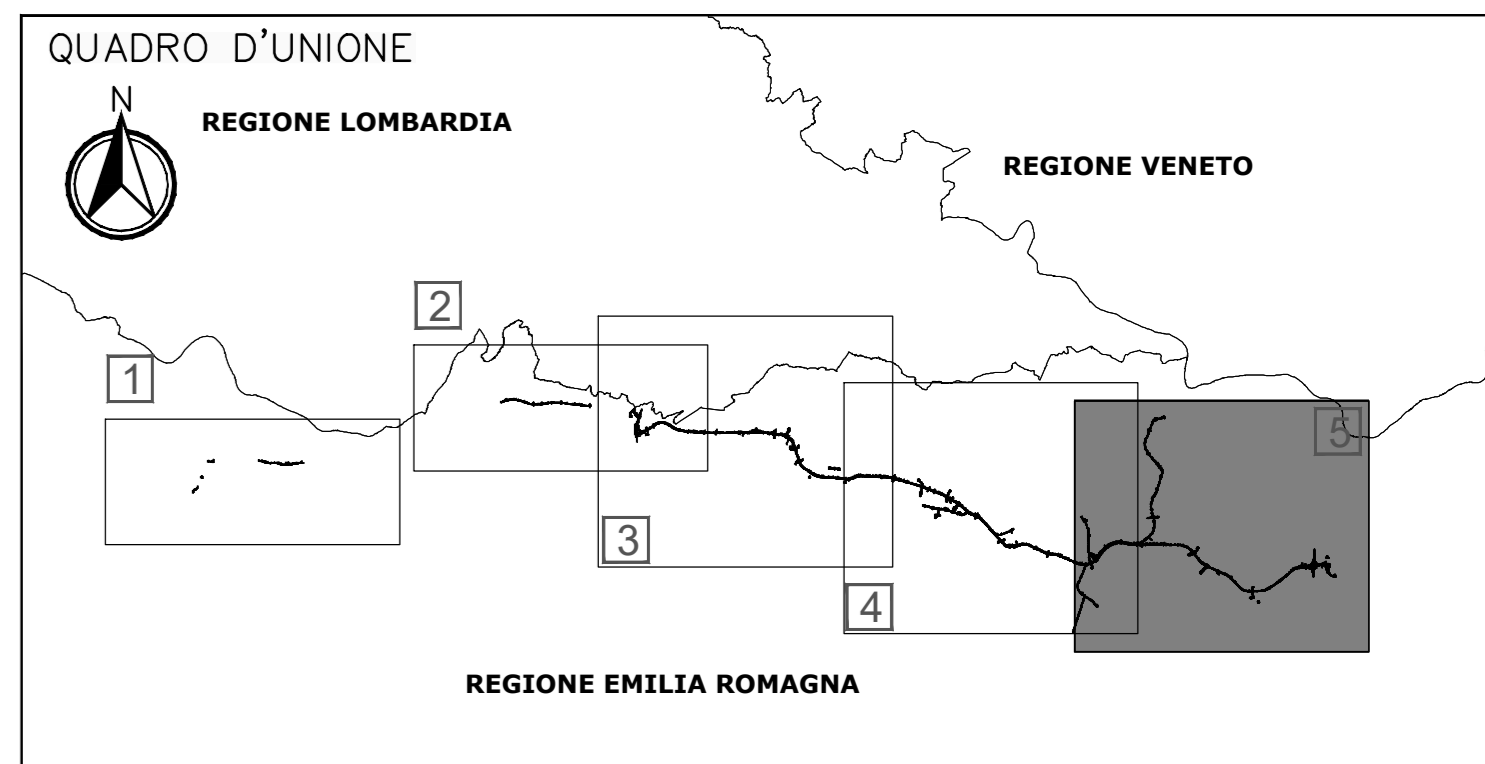 QUADRO D'UNIONE
N
REGIONE LOMBARDIA
REGIONE VENETO
2
1
5
3
4
REGIONE EMILIA ROMAGNA